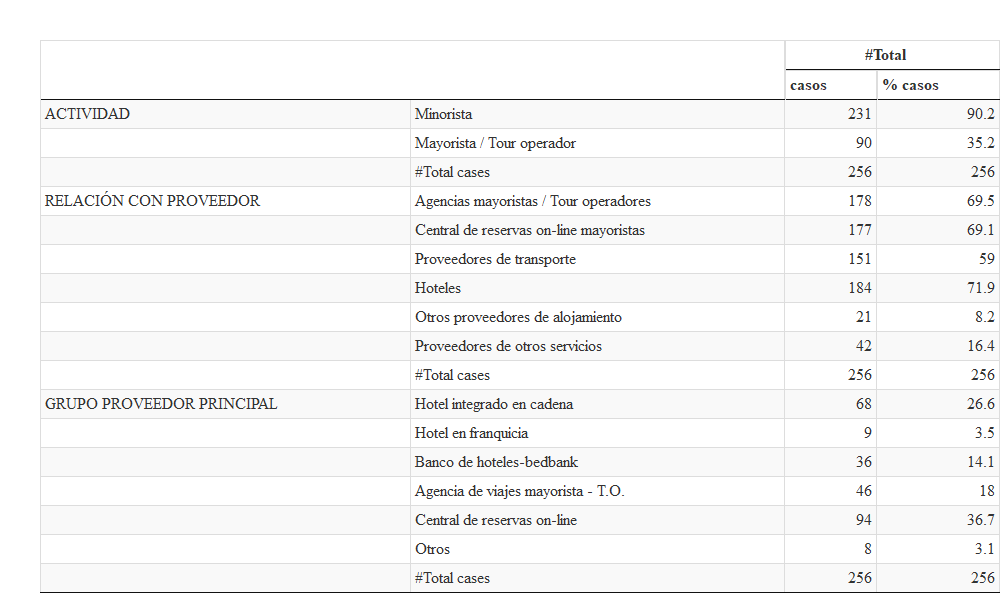 #Total
casos % casos
ACTIVIDAD Minorista 231 90.2
Mayorista / Tour operador 90 35.2
#Total cases 256 256
RELACIÓN CON PROVEEDOR Agencias mayoristas / Tour operadores 178 69.5
Central de reservas on-line mayoristas 177 69.1
Proveedores de transporte 151 59
Hoteles 184 71.9
Otros proveedores de alojamiento 21 8.2
Proveedores de otros servicios 42 16.4
#Total cases 256 256
GRUPO PROVEEDOR PRINCIPAL Hotel integrado en cadena 68 26.6
Hotel en franquicia 9 3.5
Banco de hoteles-bedbank 36 14.1
Agencia de viajes mayorista - T.O. 46 18
Central de reservas on-line 94 36.7
Otros 8 3.1
#Total cases 256 256